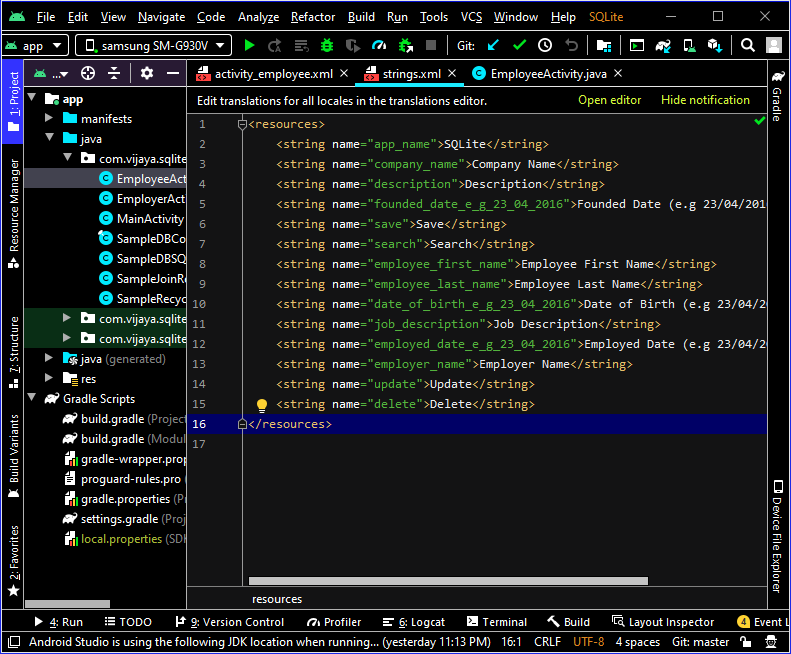 File Edit View Navigate Code Analyze Refactor Build Run Tools VCS Window Help SQLite
app samsung SM-G930V Git:
... activity_employee.xml strings.xml EmployeeActivity.java
Edit translations for all locales in the translations editor. Open editor Hide notification
1: Project
Resource Manager
7: Structure
Build Variants
2: Favorites
app
manifests
java
com.vijaya.sqlite
EmployeeAct
EmployerAct
MainActivity
SampleDBCo
SampleDBSQ
SampleJoinR
SampleRecyc
com.vijaya.sqlite
com.vijaya.sqlite
java (generated)
res
Gradle Scripts
build.gradle (Projec
build.gradle (Modul
gradle-wrapper.prop
proguard-rules.pro (
gradle.properties (P
settings.gradle (Proj
local.properties (SDK
1 <resources>
2 <string name="app_name">SQLite</string>
3 <string name="company_name">Company Name</string>
4 <string name="description">Description</string>
5 <string name="founded_date_e_g_23_04_2016">Founded Date (e.g 23/04/201
6 <string name="save">Save</string>
7 <string name="search">Search</string>
8 <string name="employee_first_name">Employee First Name</string>
9 <string name="employee_last_name">Employee Last Name</string>
10 <string name="date_of_birth_e_g_23_04_2016">Date of Birth (e.g 23/04/2
11 <string name="job_description">Job Description</string>
12 <string name="employed_date_e_g_23_04_2016">Employed Date (e.g 23/04/2
13 <string name="employer_name">Employer Name</string>
14 <string name="update">Update</string>
15 <string name="delete">Delete</string>
16 </resources>
17
resources
Gradle
Device File Explorer
4: Run TODO 9: Version Control Profiler 6: Logcat Terminal Build Layout Inspector 4 Event L
Android Studio is using the following JDK location when running... (yesterday 11:13 PM) 16:1 CRLF UTF-8 4 spaces Git: master